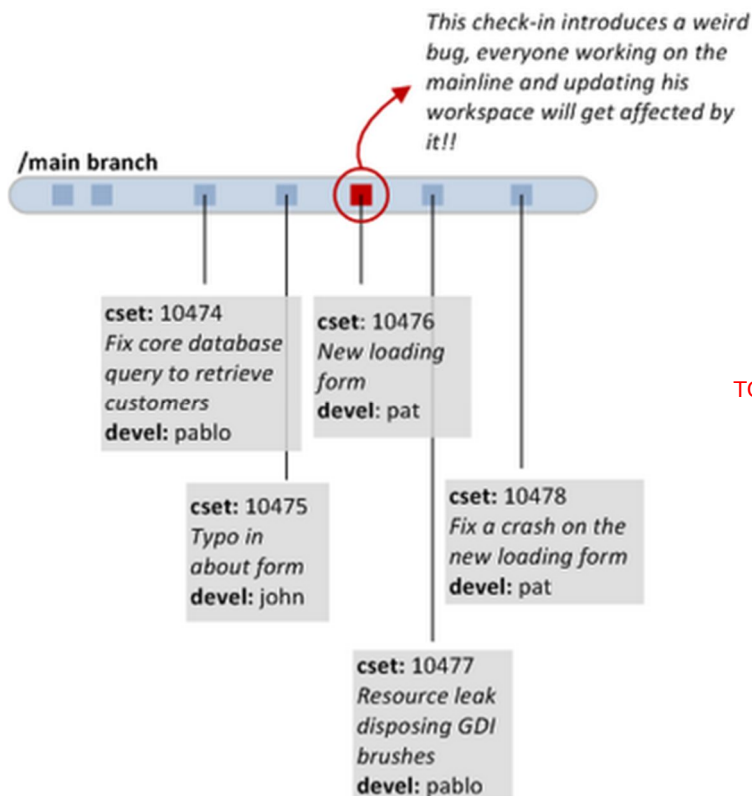 This check-in introduces a weird
bug, everyone working on the
mainline and updating his
workspace will get affected by
it!!
/main branch
cset: 10474
Fix core database
query to retrieve
customers
devel: pablo
cset: 10476
New loading
form
devel: pat
TO
cset: 10475
Typo in
about form
devel: john
cset: 10478
Fix a crash on the
new loading form
devel: pat
cset: 10477
Resource leak
disposing GDI
brushes
devel: pablo